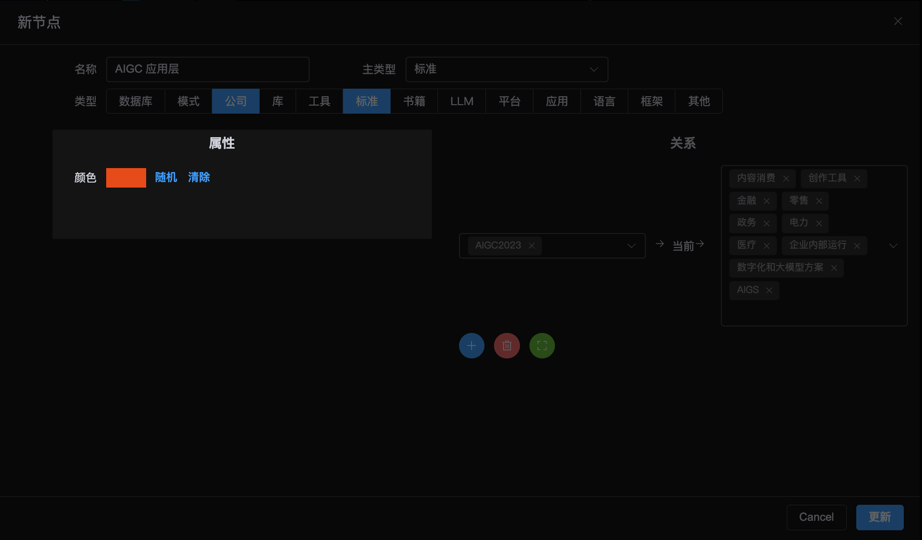 新节点
名称 AIGC 应用层 主类型 标准
类型 数据库 模式 公司 库 工具 标准 书籍 LLM 平台 应用 语言 框架 其他
属性
颜色 随机 清除
关系
AIGC2023
当前
内容消费 创作工具
金融 零售
政务 电力
医疗 企业内部运行
数字化和大模型方案
AIGS
Cancel 更新